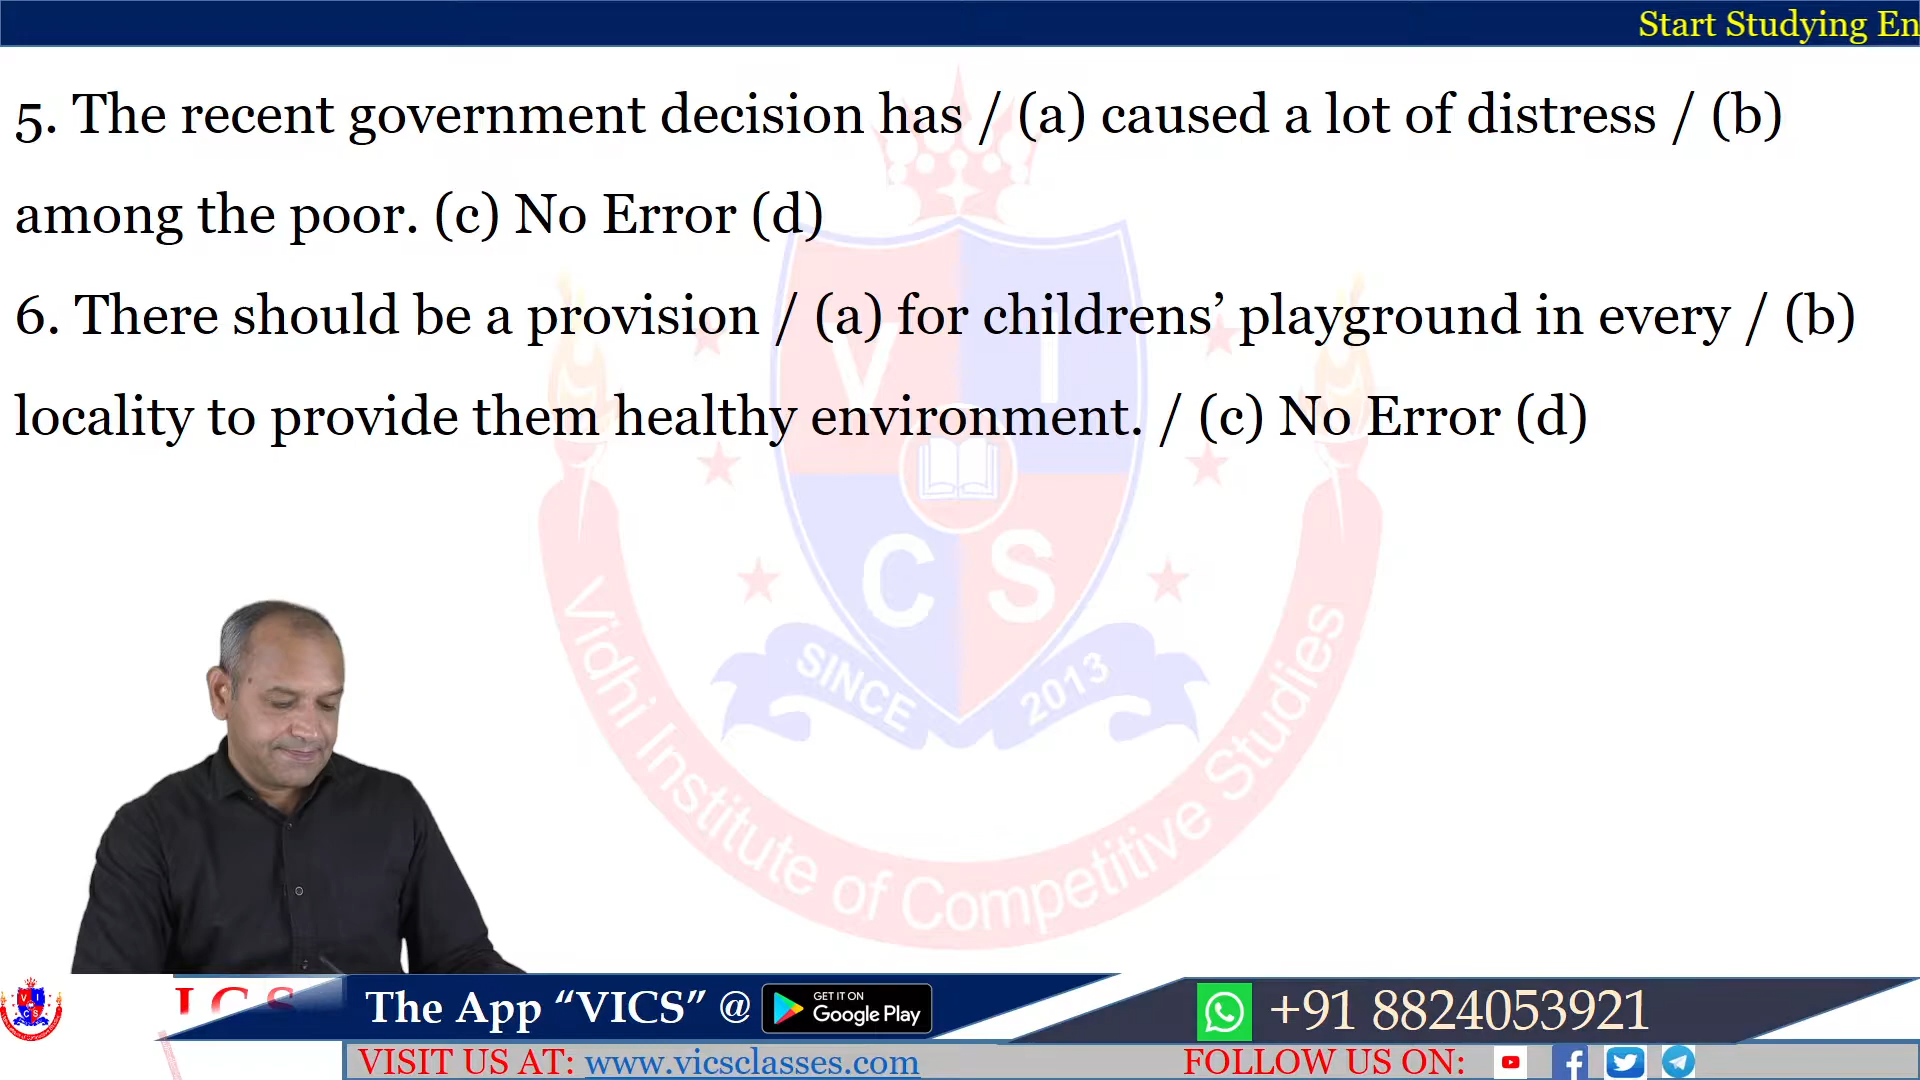 Start Studying En
5. The recent government decision has / (a) caused a lot of distress / (b)
among the poor. (c) No Error (d)
6. There should be a provision / (a) for childrens’ playground in every / (b)
locality to provide them healthy environment. / (c) No Error (d)
V I
C S
SINCE 2013
Vidhi Institute of Competitive Studies
V I
C S
I C S
The App “VICS” @
GET IT ON
Google Play
+91 8824053921
VISIT US AT: www.vicsclasses.com
FOLLOW US ON: